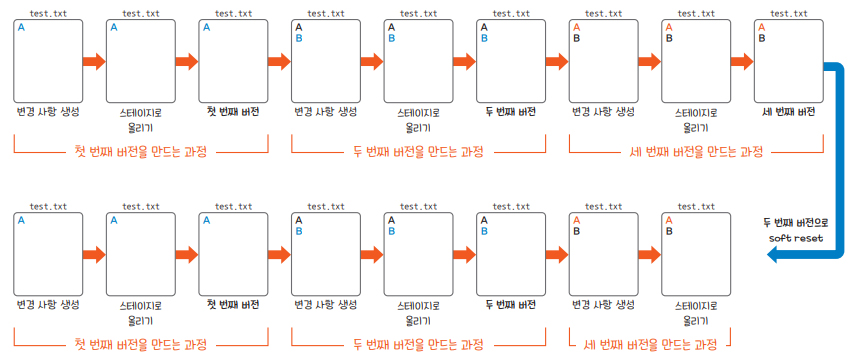 test.txt test.txt test.txt test.txt test.txt test.txt test.txt test.txt test.txt
A A A A A A A A A
B B B B B B
변경 사항 생성 스테이지로 첫 번째 버전 변경 사항 생성 스테이지로 두 번째 버전 변경 사항 생성 스테이지로 세 번째 버전
올리기 올리기 올리기
첫 번째 버전을 만드는 과정 두 번째 버전을 만드는 과정 세 번째 버전을 만드는 과정
test.txt test.txt test.txt test.txt test.txt test.txt test.txt test.txt
A A A A A A A A
B B B B B
두 번째 버전으로
soft reset
변경 사항 생성 스테이지로 첫 번째 버전 변경 사항 생성 스테이지로 두 번째 버전 변경 사항 생성 스테이지로
올리기 올리기 올리기
첫 번째 버전을 만드는 과정 두 번째 버전을 만드는 과정 세 번째 버전을 만드는 과정